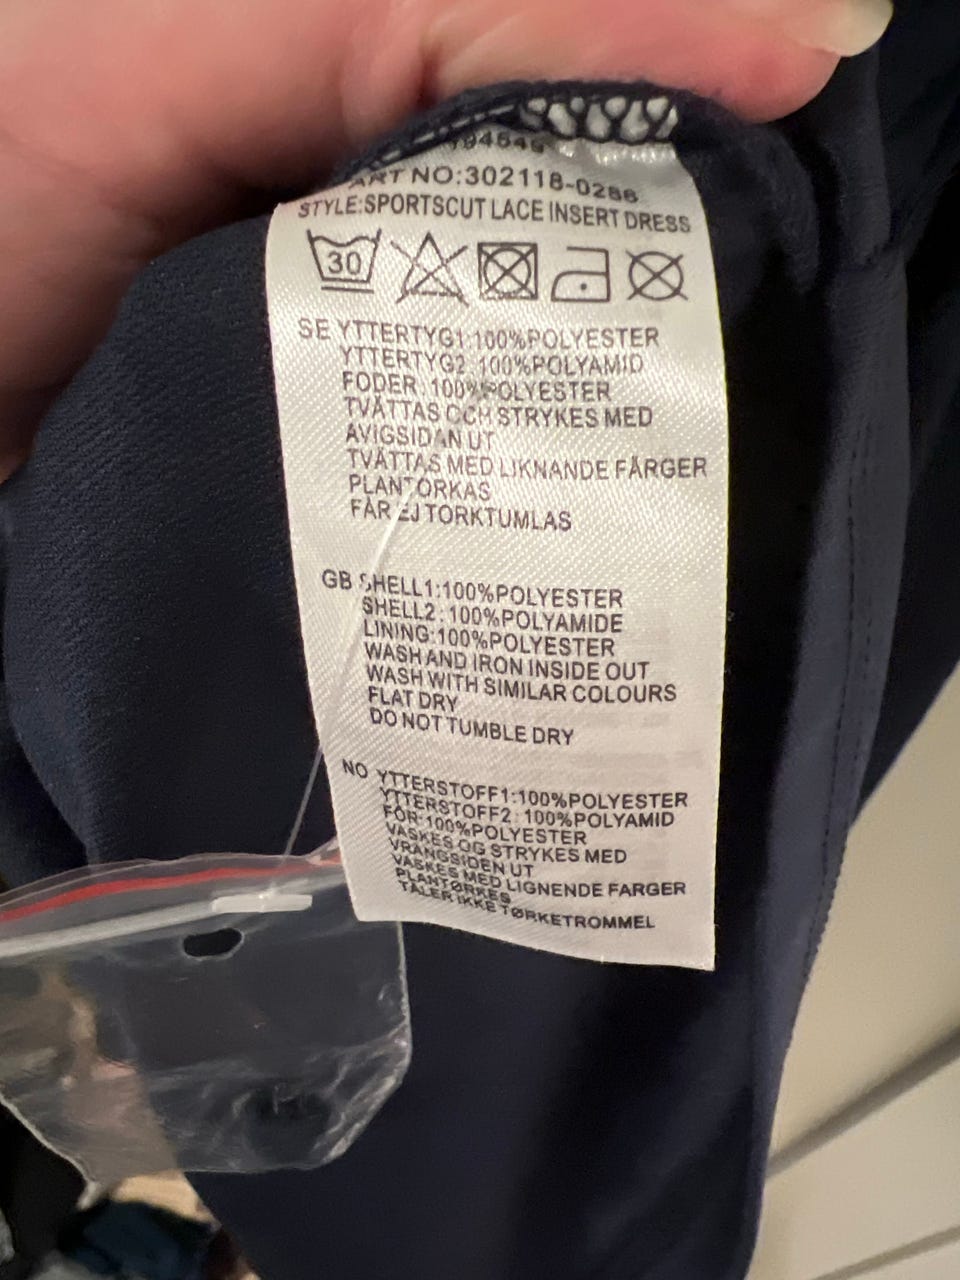 ART NO:302118-0286
STYLE:SPORTSCUT LACE INSERT DRESS
30
SE YTTERTYG1:100%POLYESTER
YTTERTYG2: 100%POLYAMID
FODER: 100%POLYESTER
TVÄTTAS OCH STRYKES MED
AVIGSIDAN UT
TVÄTTAS MED LIKNANDE FÄRGER
PLANTORKAS
FÅR EJ TORKTUMLAS
GB SHELL1:100%POLYESTER
SHELL2: 100%POLYAMIDE
LINING:100%POLYESTER
WASH AND IRON INSIDE OUT
WASH WITH SIMILAR COLOURS
FLAT DRY
DO NOT TUMBLE DRY
NO YTTERSTOFF1:100%POLYESTER
YTTERSTOFF2: 100%POLYAMID
FÔR:100%POLYESTER
VASKES OG STRYKES MED
VRANGSIDEN UT
VASKES MED LIGNENDE FARGER
PLANTØRKES
TÅLER IKKE TØRKETROMMEL